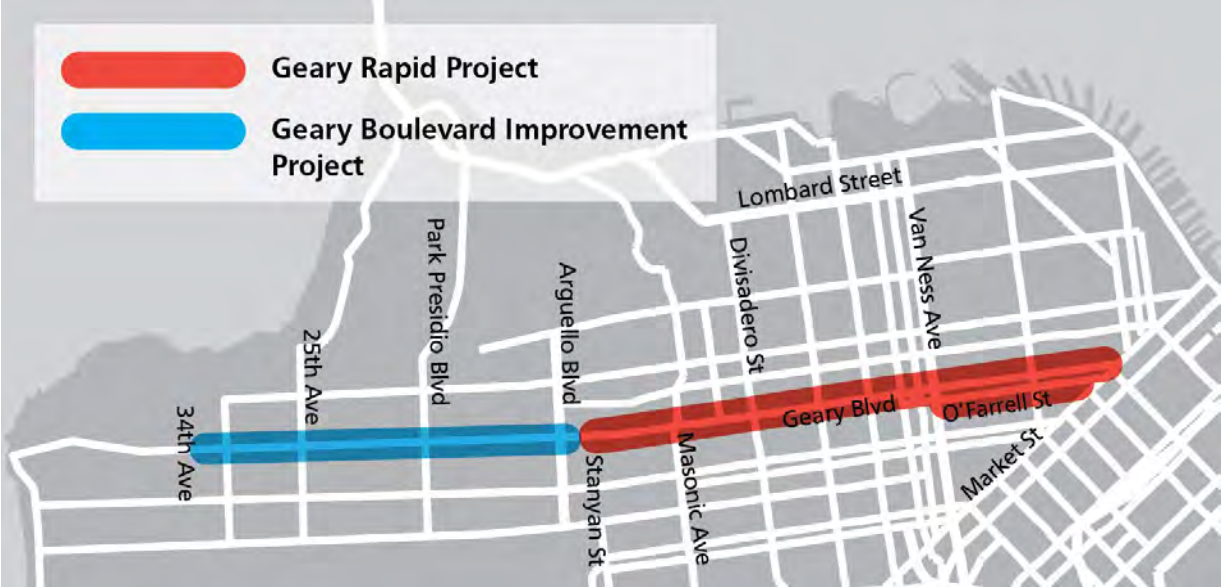 Geary Rapid Project
Geary Boulevard Improvement
Project
Lombard Street
Van Ness Ave
Divisadero St
Park Presidio Blvd
Arguello Blvd
25th Ave
34th Ave
Geary Blvd
O'Farrell St
Market St
Masonic Ave
Stanyan St